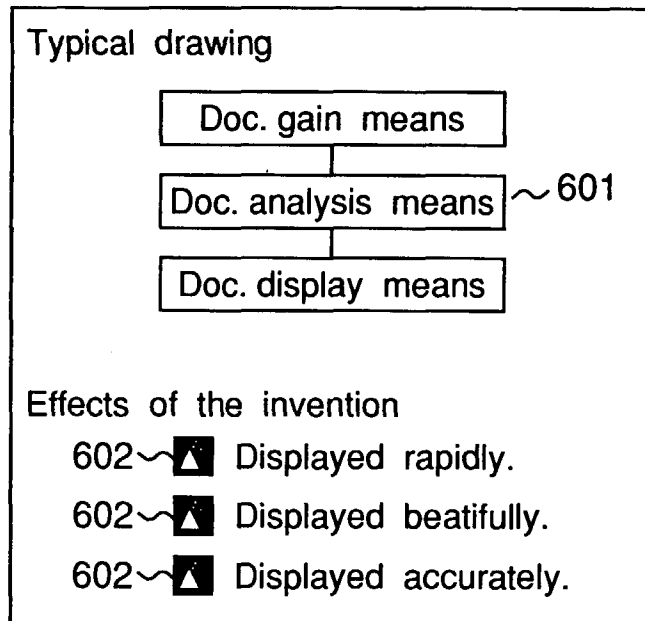 Typical drawing
Doc. gain means
Doc. analysis means 601
Doc. display means
Effects of the invention
602 Displayed rapidly.
602 Displayed beatifully.
602 Displayed accurately.